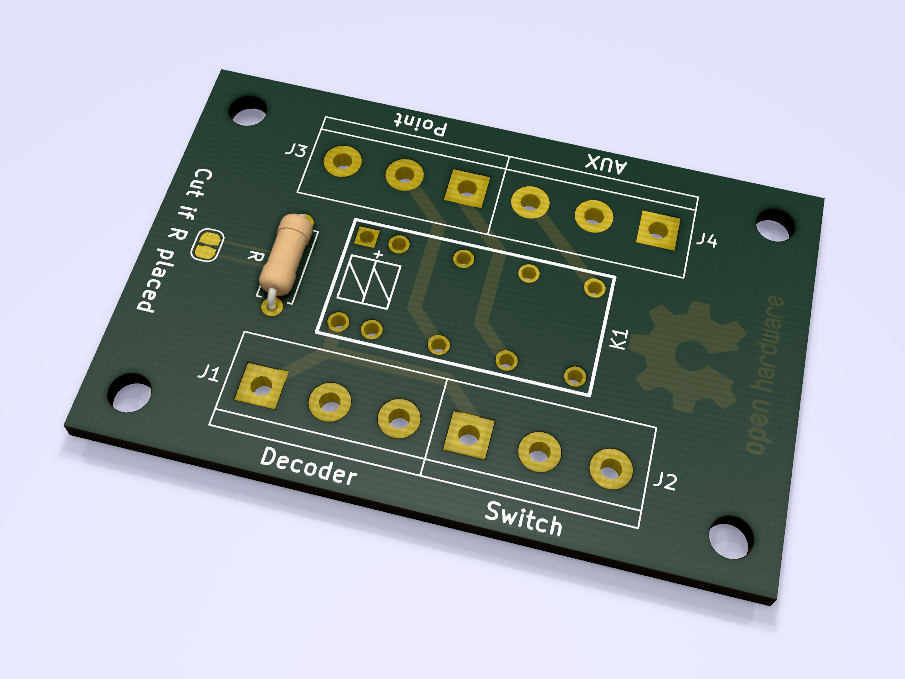 Point
J3
AUX
J4
Cut if R placed
R
+
K1
open hardware
J1
Decoder
J2
Switch